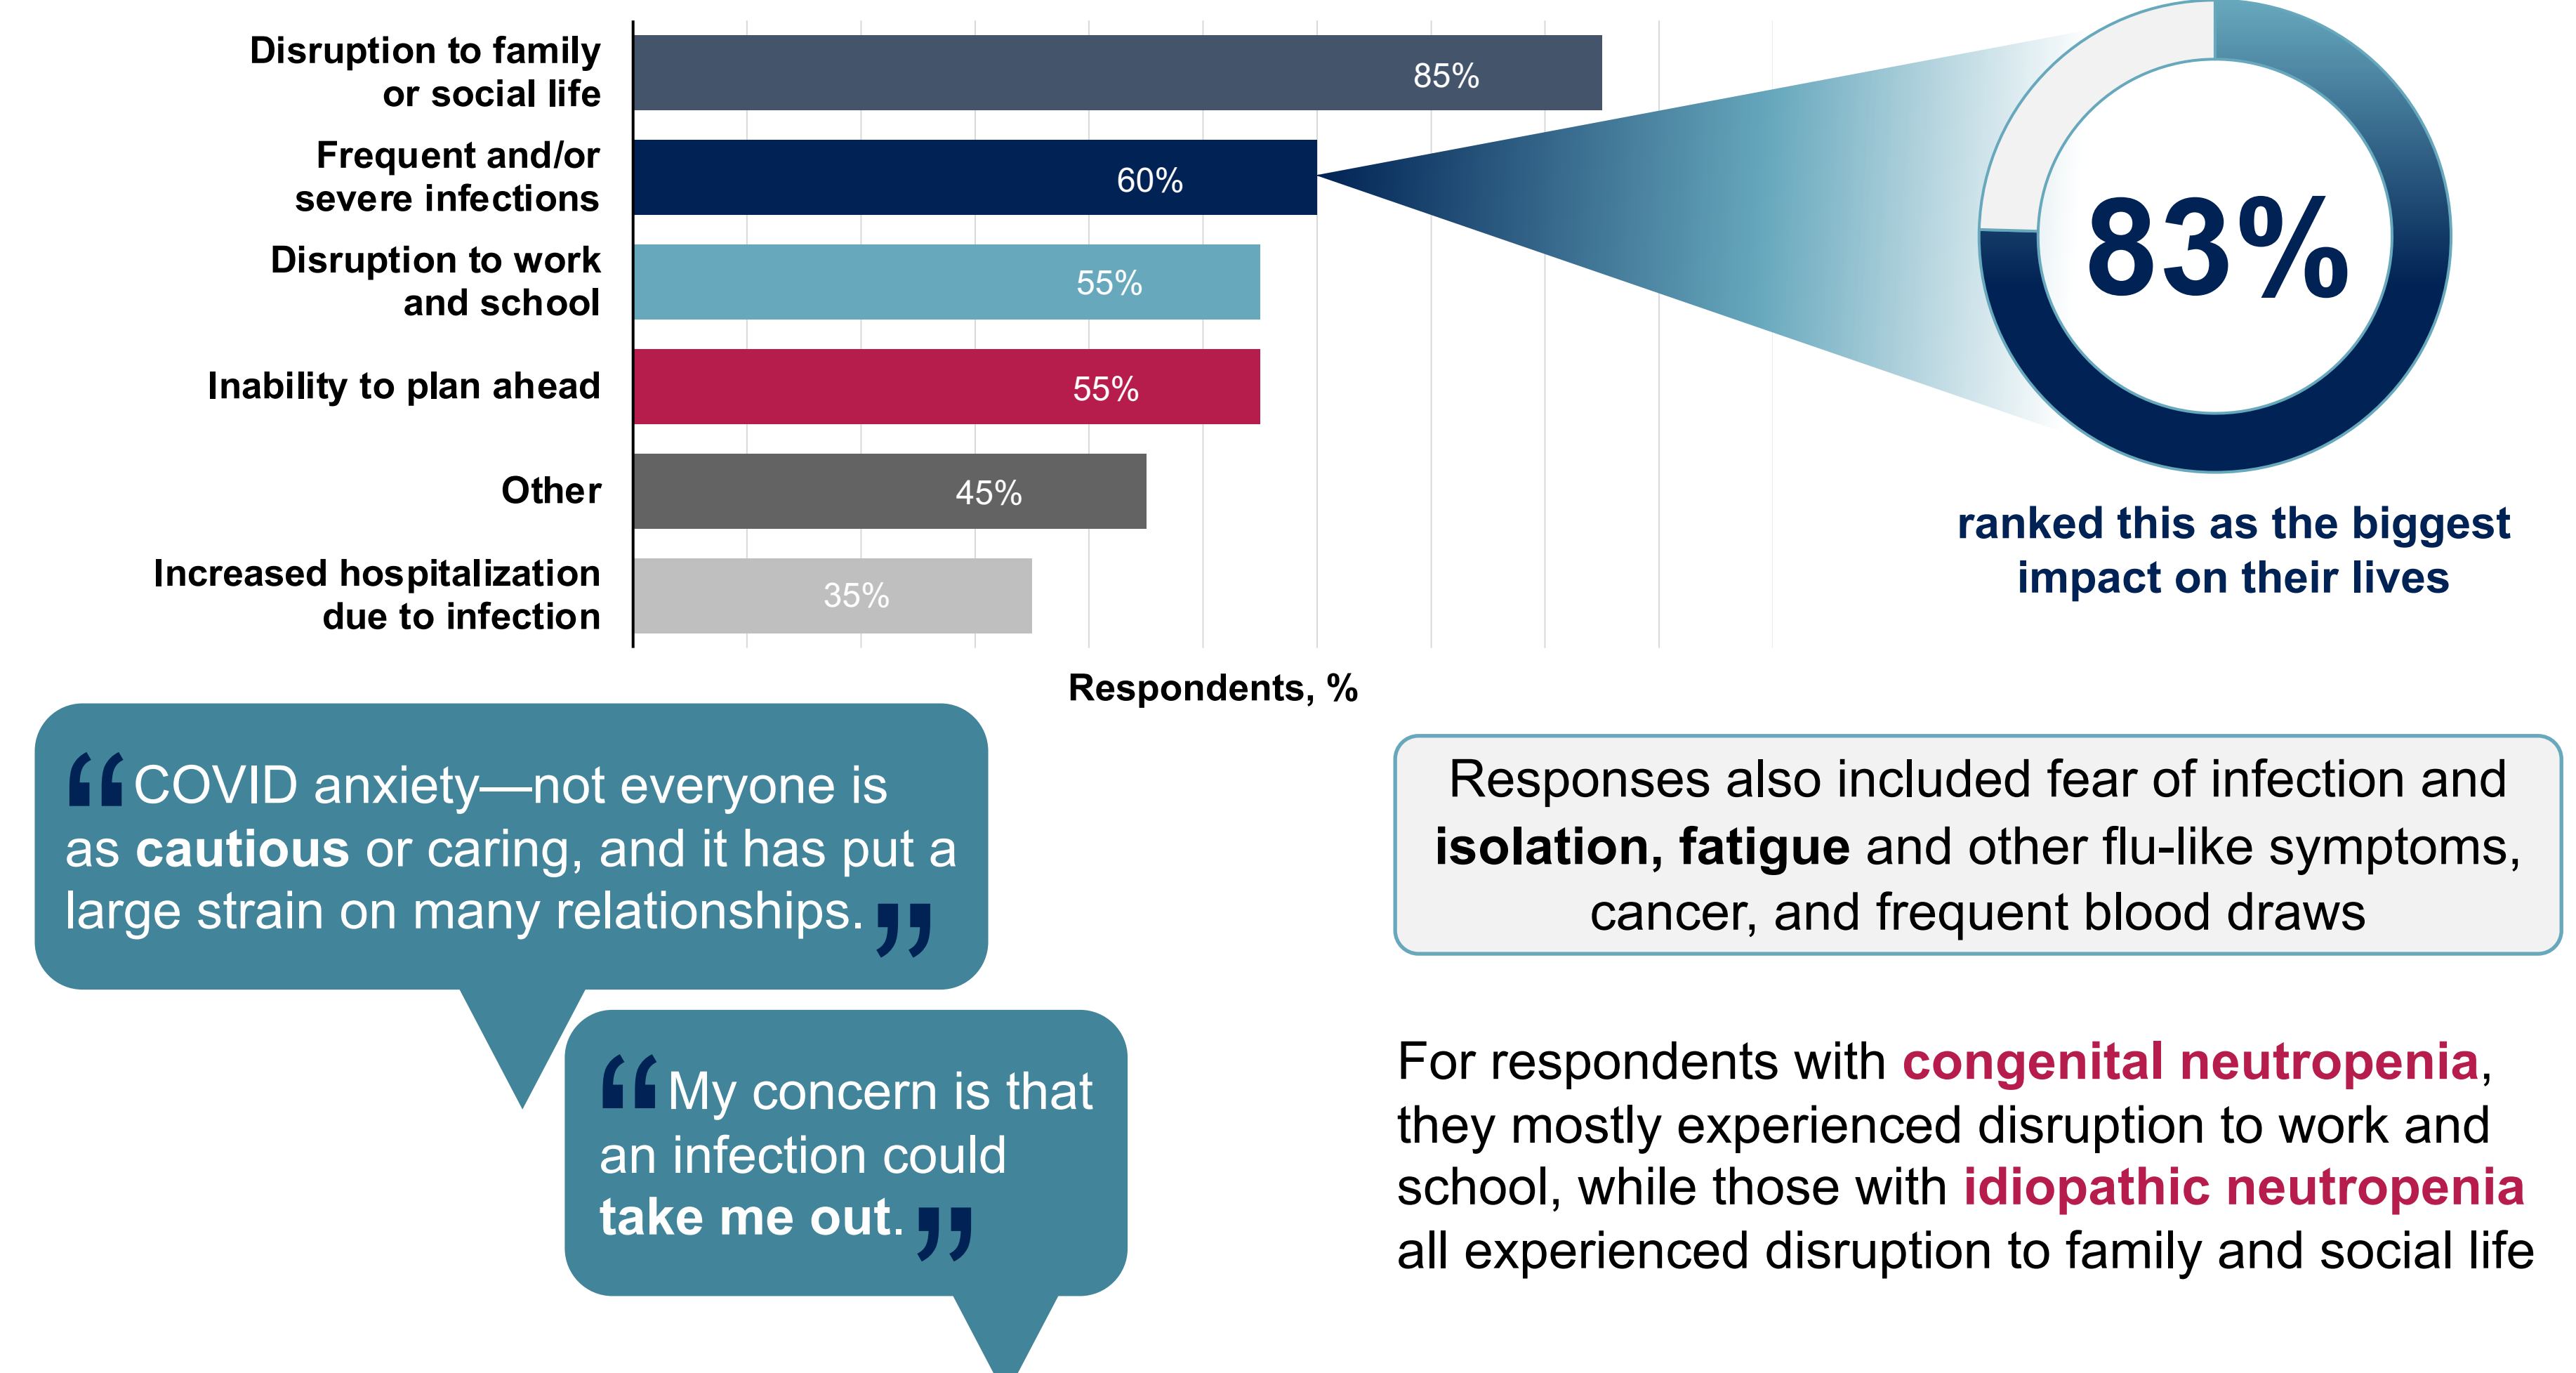 Disruption to family
or social life
85%
Frequent and/or
severe infections
60%
Disruption to work
and school
55%
Inability to plan ahead
55%
Other
45%
Increased hospitalization
due to infection
35%
Respondents, %
83%
ranked this as the biggest
impact on their lives
“COVID anxiety—not everyone is
as cautious or caring, and it has put a
large strain on many relationships.”
“My concern is that
an infection could
take me out.”
Responses also included fear of infection and
isolation, fatigue and other flu-like symptoms,
cancer, and frequent blood draws
For respondents with congenital neutropenia,
they mostly experienced disruption to work and
school, while those with idiopathic neutropenia
all experienced disruption to family and social life